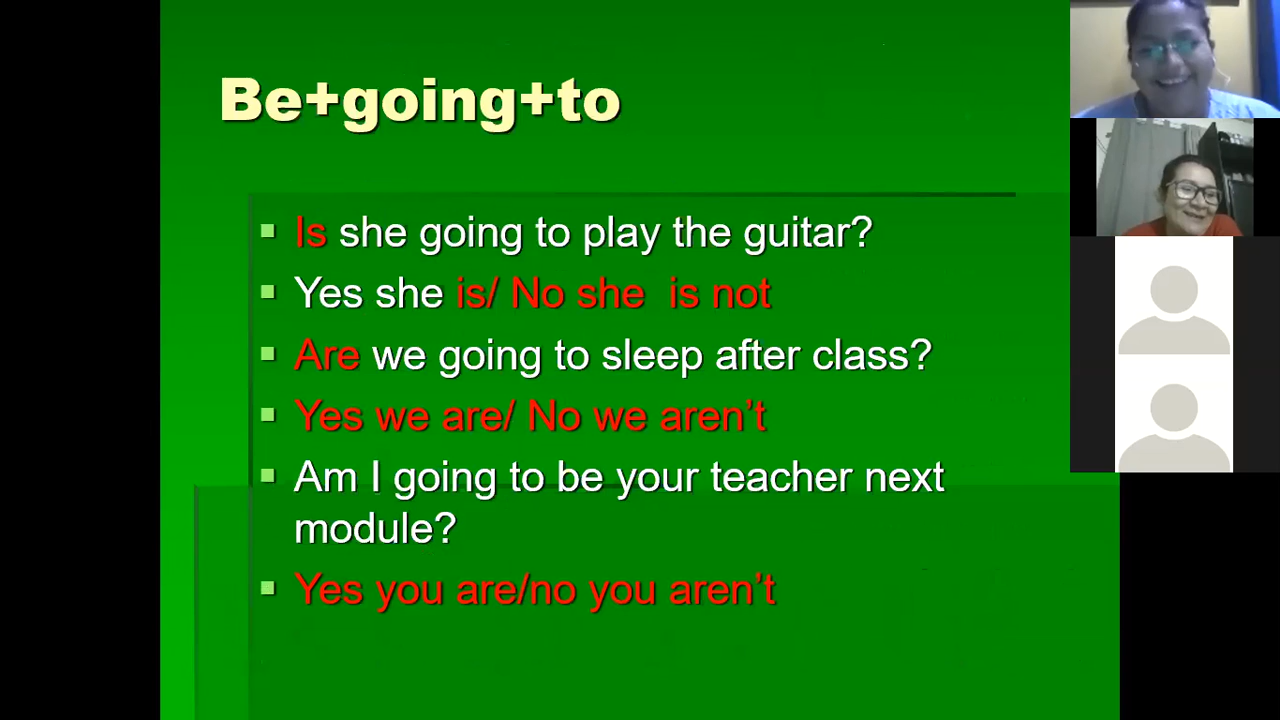 Be+going+to
Is she going to play the guitar?
Yes she is/ No she is not
Are we going to sleep after class?
Yes we are/ No we aren’t
Am I going to be your teacher next
module?
Yes you are/no you aren’t